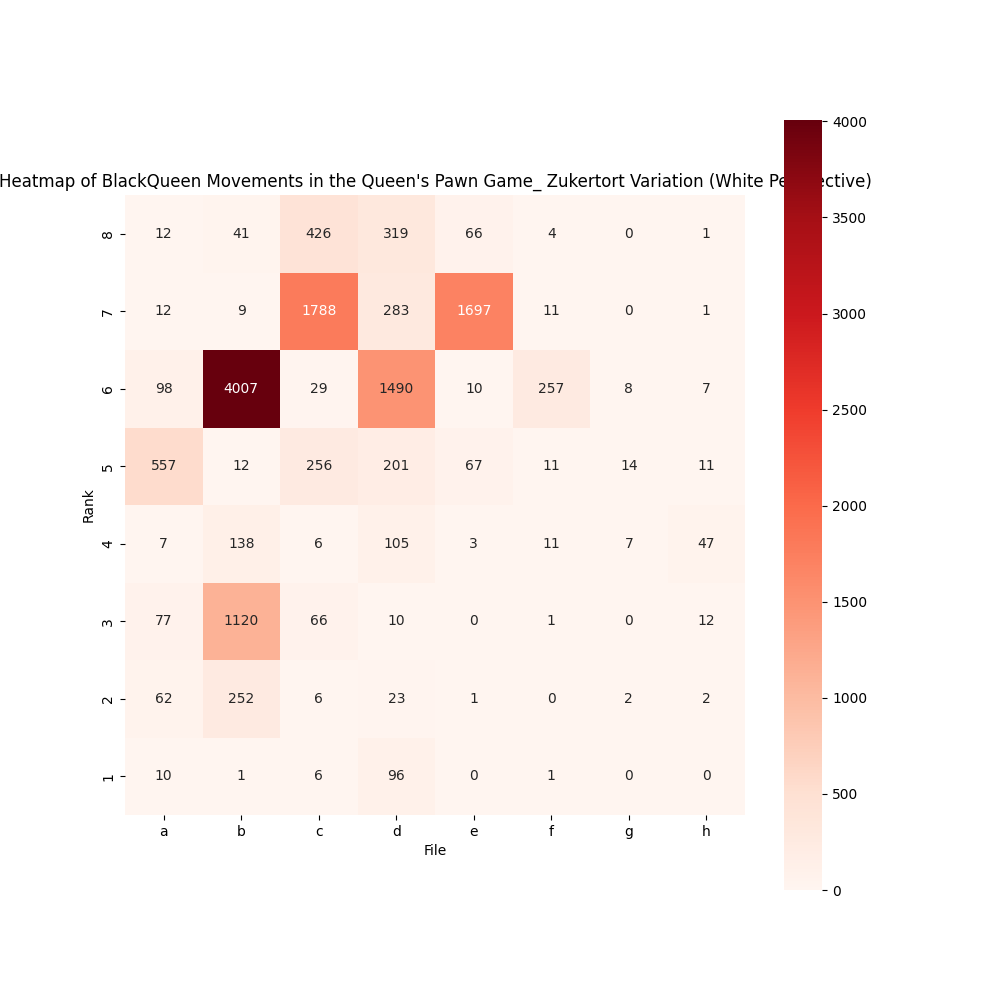 4000
Heatmap of BlackQueen Movements in the Queen's Pawn Game_ Zukertort Variation (White Pe ective)
3500
8 12 41 426 319 66 4 0 1
7 12 9 1788 283 1697 11 0 1
3000
6 98 4007 29 1490 10 257 8 7
2500
5 557 12 256 201 67 11 14 11
Rank
2000
4 7 138 6 105 3 11 7 47
3 77 1120 66 10 0 1 0 12
1500
2 62 252 6 23 1 0 2 2
1000
1 10 1 6 96 0 1 0 0
500
a b c d e f g h
File
0